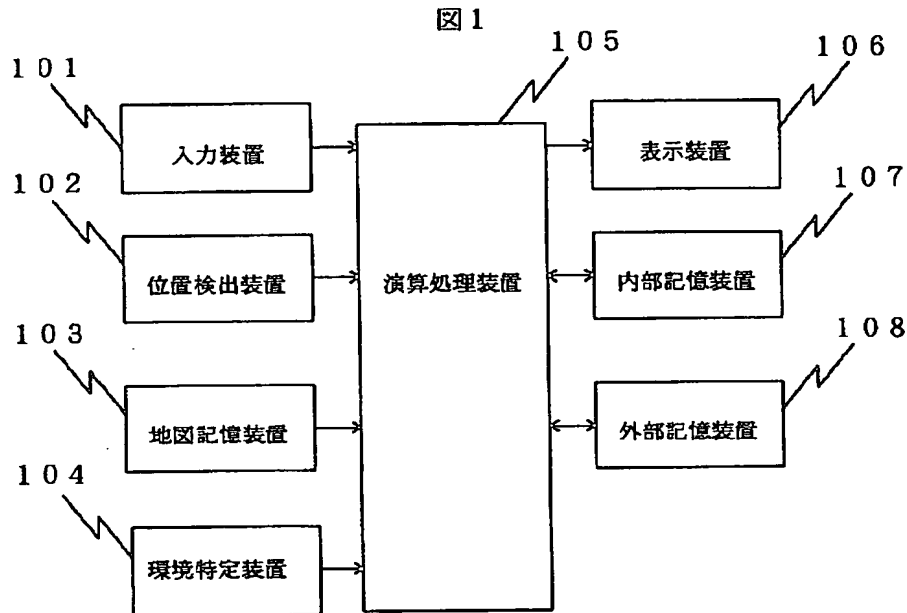 図1
101
入力装置
102
位置検出装置
103
地図記憶装置
104
環境特定装置
105
演算処理装置
106
表示装置
107
内部記憶装置
108
外部記憶装置